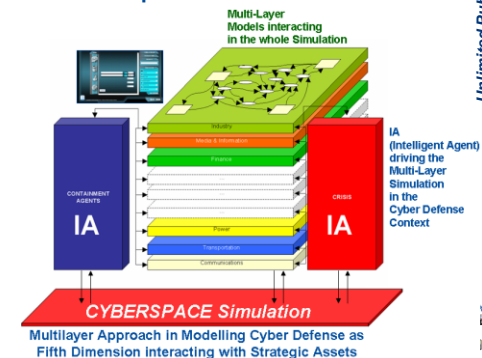 Multi-Layer
Models interacting
in the whole Simulation
Industry
Media & Information
Finance
...
...
...
Power
Transportation
Communications
CONTAINMENT
AGENTS
IA
CRISIS
IA
IA
(Intelligent Agent)
driving the
Multi-Layer
Simulation
in the
Cyber Defense
Context
CYBERSPACE Simulation
Multilayer Approach in Modelling Cyber Defense as
Fifth Dimension interacting with Strategic Assets